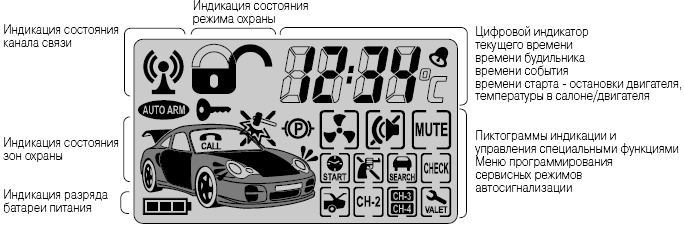 Индикация состояния
режима охраны
Индикация состояния
канала связи
Цифровой индикатор
текущего времени
времени будильника
времени события
времени старта - остановки двигателя,
температуры в салоне/двигателя
12:34
°C
AUTO ARM
CALL
(P)
MUTE
Индикация состояния
зон охраны
Пиктограммы индикации и
управления специальными функциями
Меню программирования
сервисных режимов
автосигнализации
START
SEARCH
CHECK
Индикация разряда
батареи питания
CH-2
CH-3
CH-4
VALET